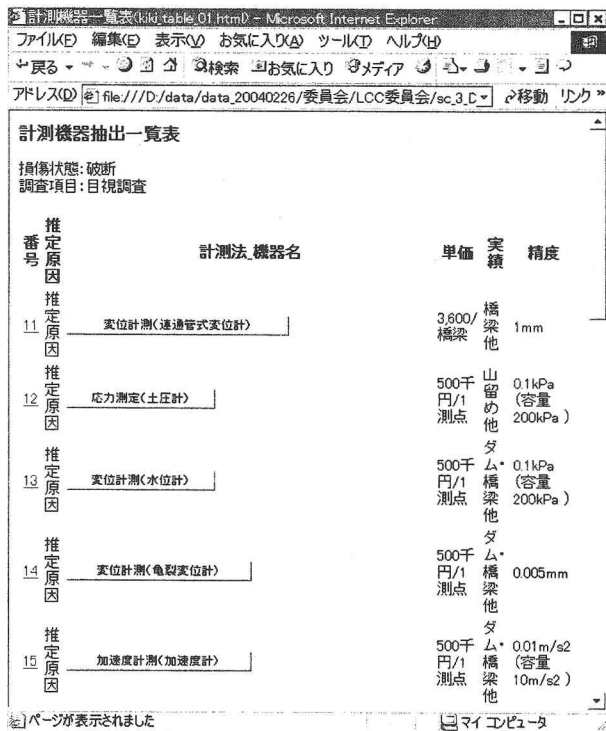 計測機器一覧表(kiki_table_01.html) - Microsoft Internet Explorer
ファイル(F) 編集(E) 表示(V) お気に入り(A) ツール(T) ヘルプ(H)
戻る 検索 お気に入り メディア
アドレス(D) file:///D:/data/data_20040226/委員会/LCC委員会/sc_3_D 移動 リンク »
計測機器抽出一覧表
損傷状態:破断
調査項目:目視調査
番号 推定原因 計測法_機器名 単価 実績 精度
11 推定原因 変位計測(連通管式変位計) 3,600/橋梁 橋梁他 1mm
12 推定原因 応力測定(土圧計) 500千円/1測点 山留め他 0.1kPa(容量200kPa)
13 推定原因 変位計測(水位計) 500千円/1測点 ダム・橋梁他 0.1kPa(容量200kPa)
14 推定原因 変位計測(亀裂変位計) 500千円/1測点 ダム・橋梁他 0.005mm
15 推定原因 加速度計測(加速度計) 500千円/1測点 ダム・橋梁他 0.01m/s2(容量10m/s2)
ページが表示されました マイ コンピュータ